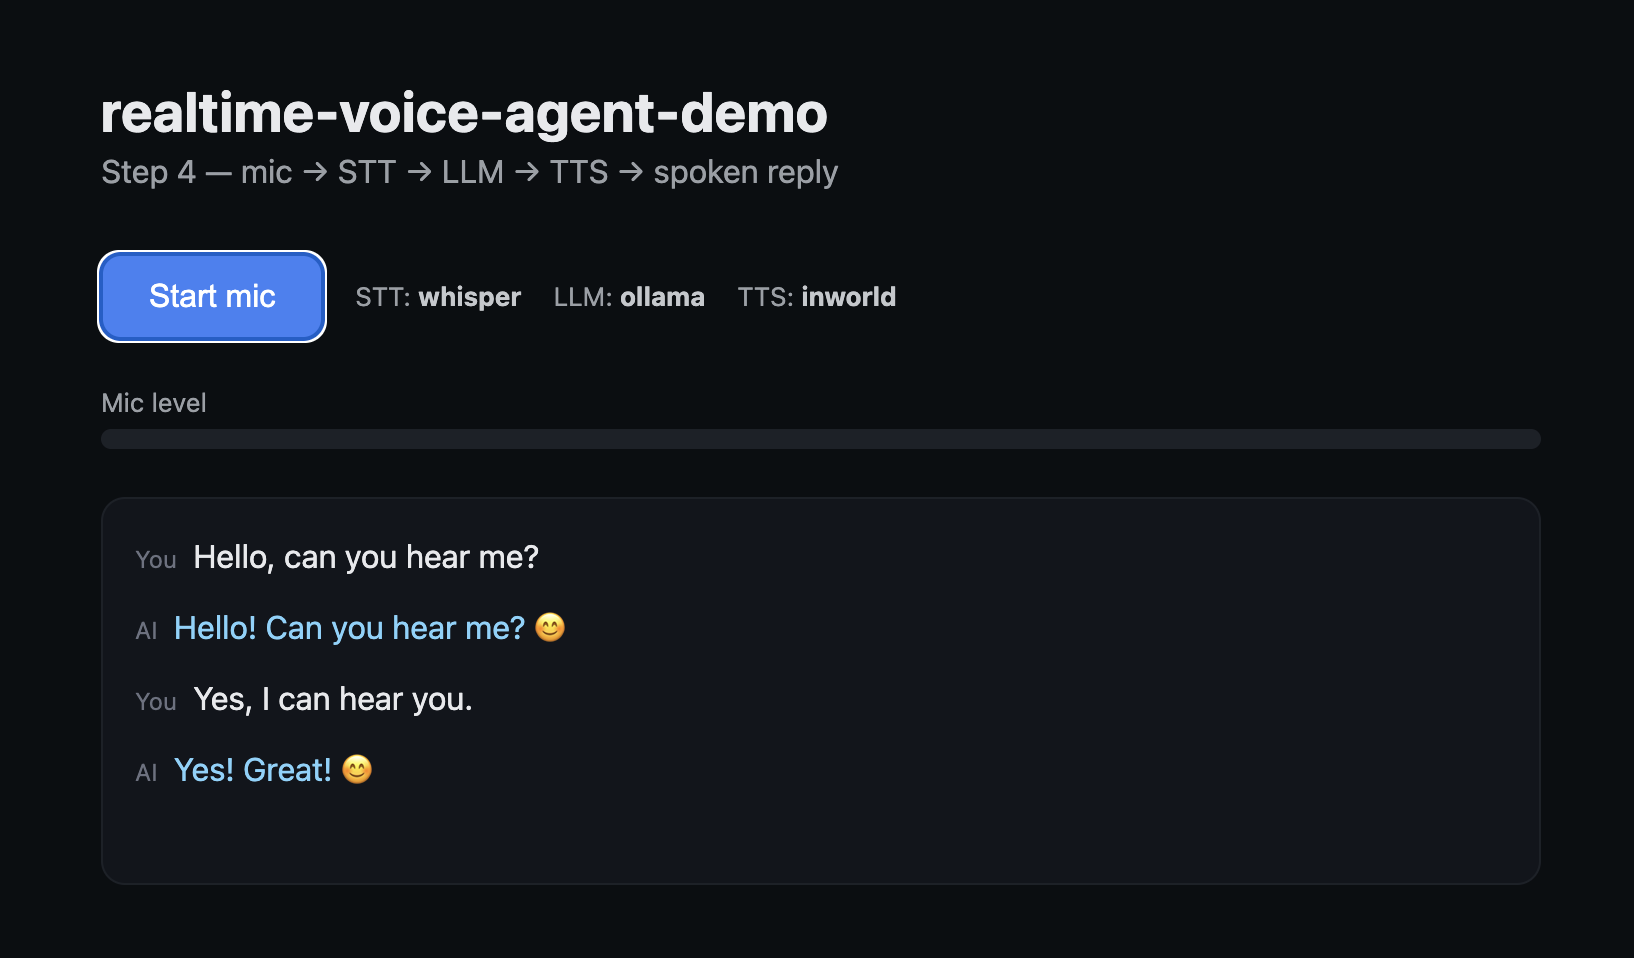 realtime-voice-agent-demo
Step 4 — mic → STT → LLM → TTS → spoken reply
Start mic STT: whisper LLM: ollama TTS: inworld
Mic level
You Hello, can you hear me?
AI Hello! Can you hear me? 😊
You Yes, I can hear you.
AI Yes! Great! 😊